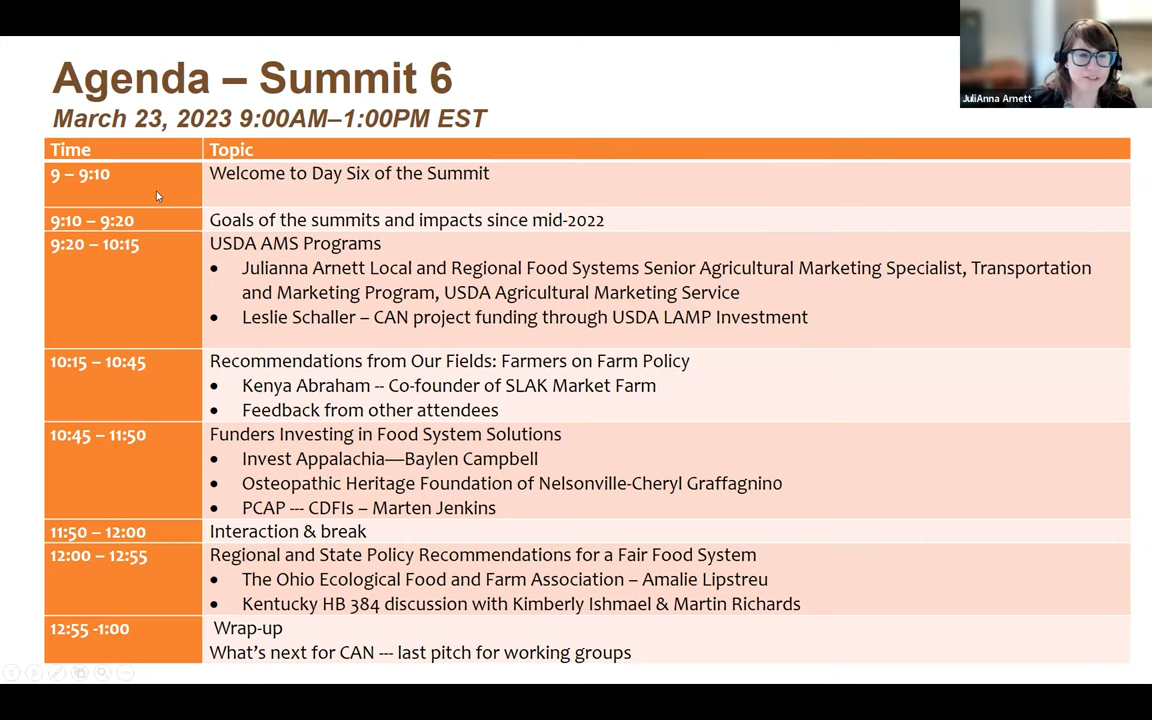 Agenda – Summit 6
March 23, 2023 9:00AM–1:00PM EST
JuliAnna Arnett
Time Topic
9 – 9:10 Welcome to Day Six of the Summit
9:10 – 9:20 Goals of the summits and impacts since mid-2022
9:20 – 10:15 USDA AMS Programs
• Julianna Arnett Local and Regional Food Systems Senior Agricultural Marketing Specialist, Transportation
and Marketing Program, USDA Agricultural Marketing Service
• Leslie Schaller – CAN project funding through USDA LAMP Investment
10:15 – 10:45 Recommendations from Our Fields: Farmers on Farm Policy
• Kenya Abraham -- Co-founder of SLAK Market Farm
• Feedback from other attendees
10:45 – 11:50 Funders Investing in Food System Solutions
• Invest Appalachia—Baylen Campbell
• Osteopathic Heritage Foundation of Nelsonville-Cheryl Graffagnin0
• PCAP --- CDFIs – Marten Jenkins
11:50 – 12:00 Interaction & break
12:00 – 12:55 Regional and State Policy Recommendations for a Fair Food System
• The Ohio Ecological Food and Farm Association – Amalie Lipstreu
• Kentucky HB 384 discussion with Kimberly Ishmael & Martin Richards
12:55 -1:00 Wrap-up
What's next for CAN --- last pitch for working groups